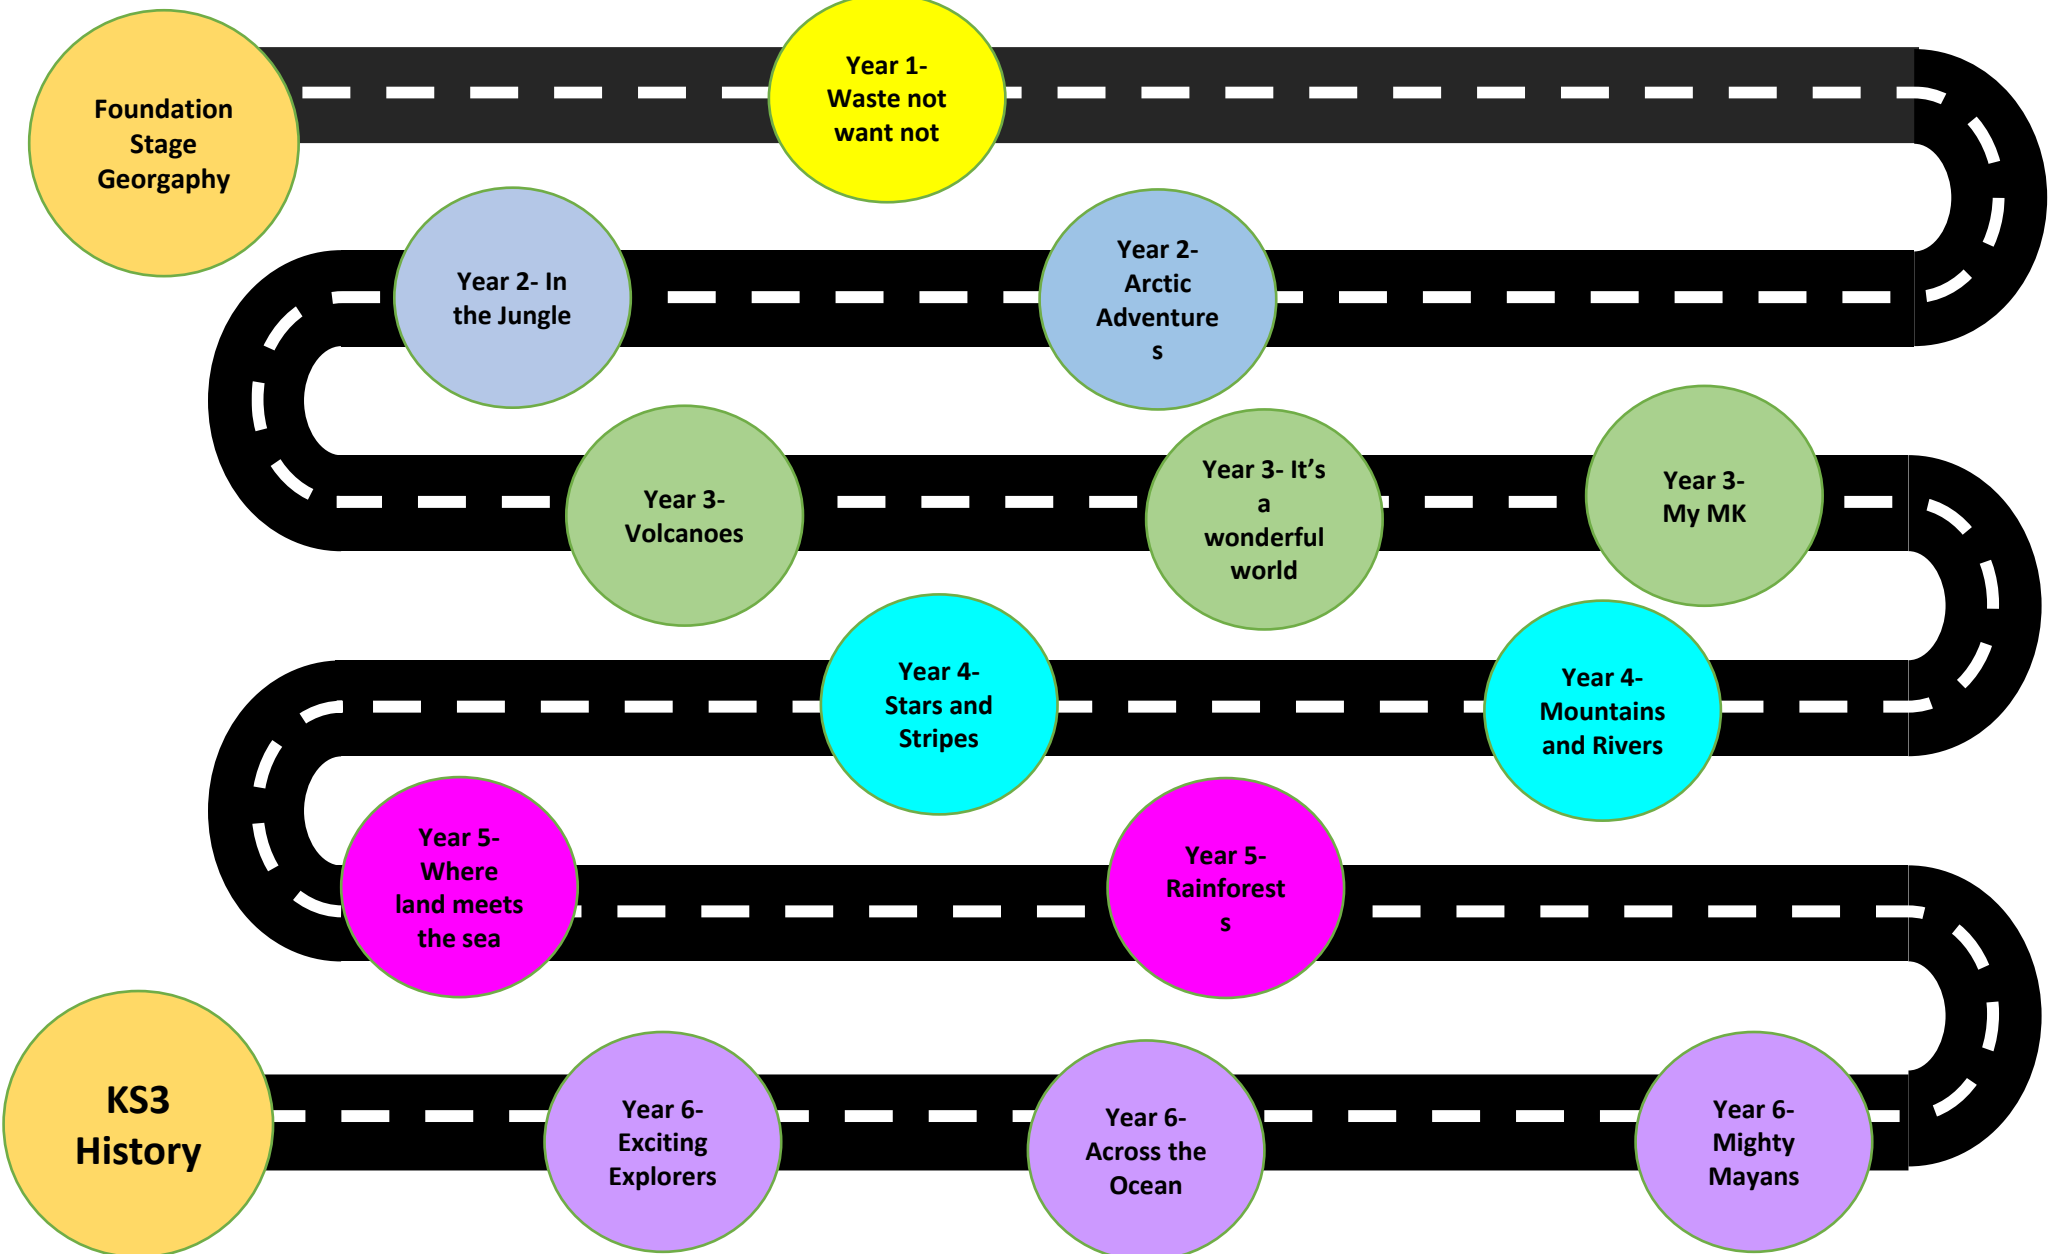 Foundation
Stage
Georgaphy
Year 1-
Waste not
want not
Year 2- In
the Jungle
Year 2-
Arctic
Adventure
s
Year 3-
Volcanoes
Year 3- It’s
a
wonderful
world
Year 3-
My MK
Year 4-
Stars and
Stripes
Year 4-
Mountains
and Rivers
Year 5-
Where
land meets
the sea
Year 5-
Rainforest
s
KS3
History
Year 6-
Exciting
Explorers
Year 6-
Across the
Ocean
Year 6-
Mighty
Mayans